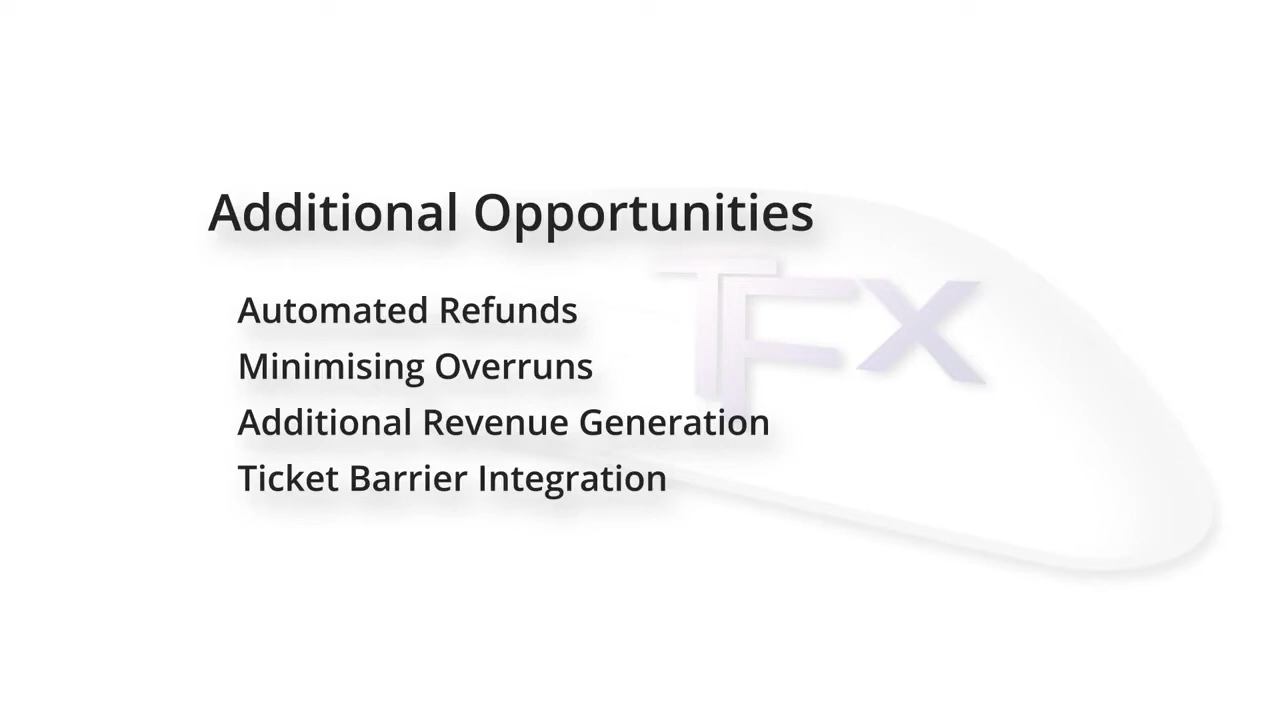 Additional Opportunities
TFX
Automated Refunds
Minimising Overruns
Additional Revenue Generation
Ticket Barrier Integration